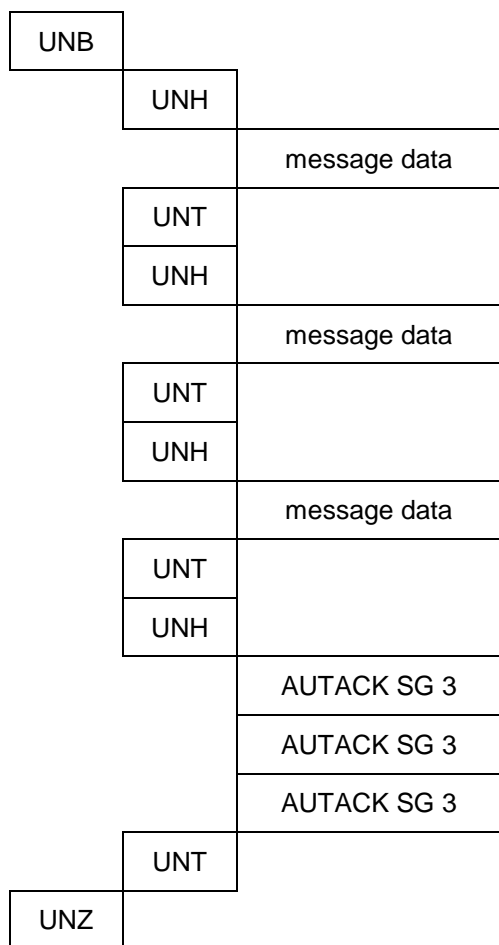 UNB
UNH
message data
UNT
UNH
message data
UNT
UNH
message data
UNT
UNH
AUTACK SG 3
AUTACK SG 3
AUTACK SG 3
UNT
UNZ